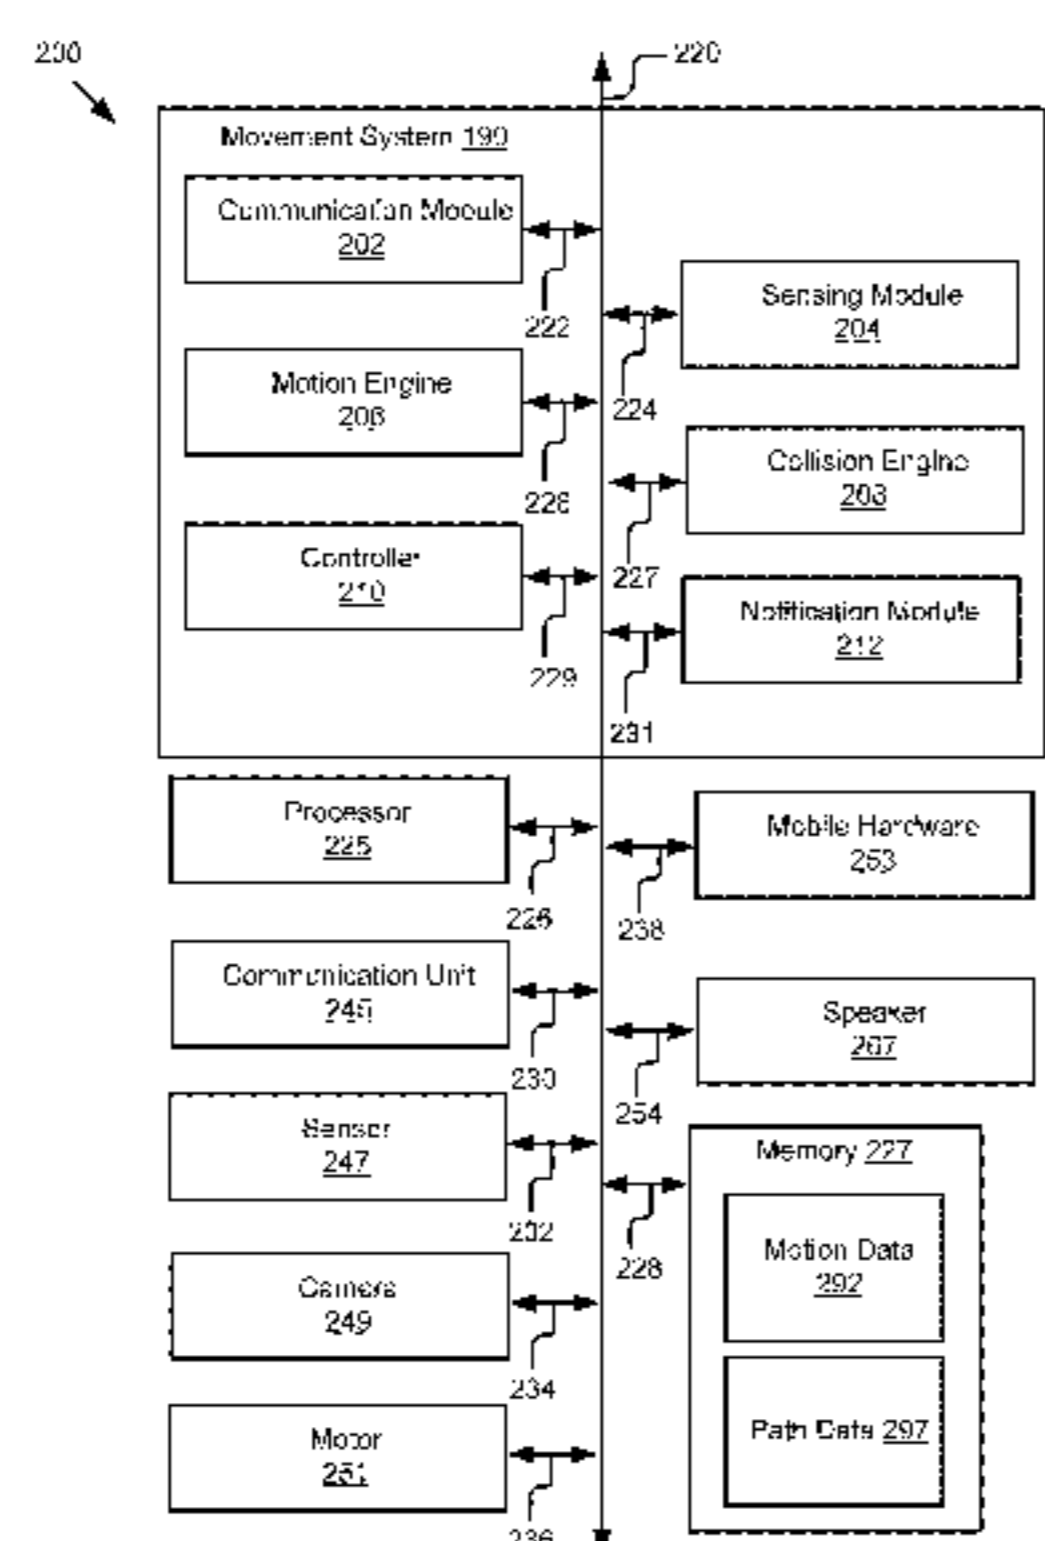 200
220
Movement System 190
Communication Module
202
222
Sensing Module
204
224
Motion Engine
206
228
Collision Engine
208
227
Controller
210
229
Notification Module
212
231
Processor
225
226
Mobile Hardware
253
238
Communication Unit
245
230
Speaker
267
254
Sensor
247
232
Memory 227
228
Motion Data
292
Camera
249
234
Path Data 297
Motor
251
236